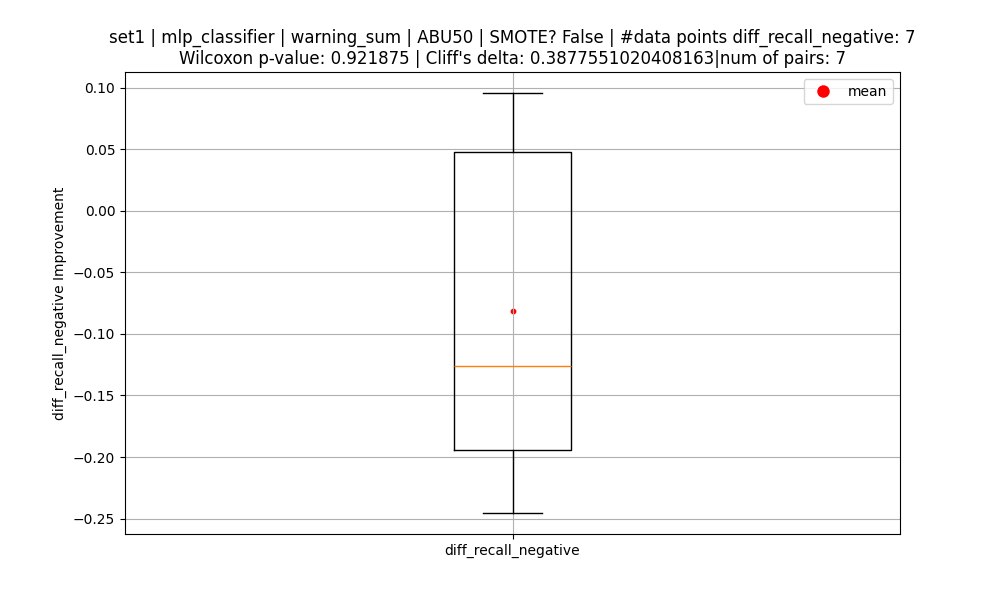 set1 | mlp_classifier | warning_sum | ABU50 | SMOTE? False | #data points diff_recall_negative: 7
Wilcoxon p-value: 0.921875 | Cliff's delta: 0.3877551020408163|num of pairs: 7
mean
0.10
0.05
0.00
−0.05
−0.10
−0.15
−0.20
−0.25
diff_recall_negative Improvement
diff_recall_negative